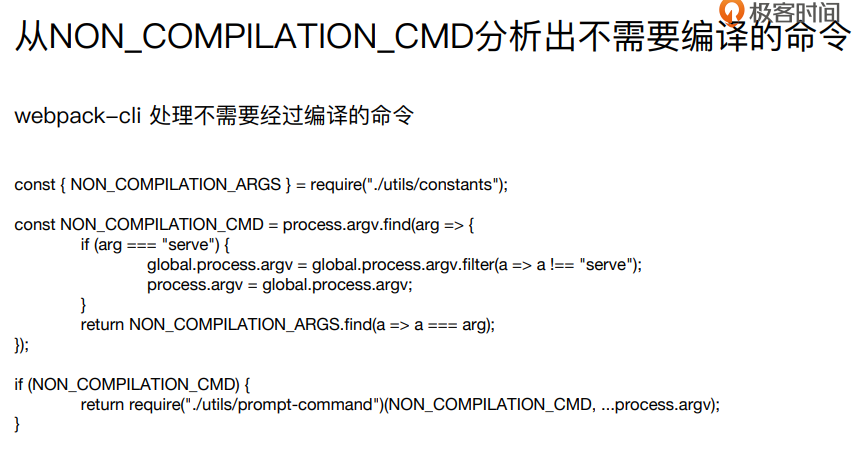 极客时间
从NON_COMPILATION_CMD分析出不需要编译的命令
webpack-cli 处理不需要经过编译的命令
const { NON_COMPILATION_ARGS } = require("./utils/constants");
const NON_COMPILATION_CMD = process.argv.find(arg => {
if (arg === "serve") {
global.process.argv = global.process.argv.filter(a => a !== "serve");
process.argv = global.process.argv;
}
return NON_COMPILATION_ARGS.find(a => a === arg);
});
if (NON_COMPILATION_CMD) {
return require("./utils/prompt-command")(NON_COMPILATION_CMD, ...process.argv);
}